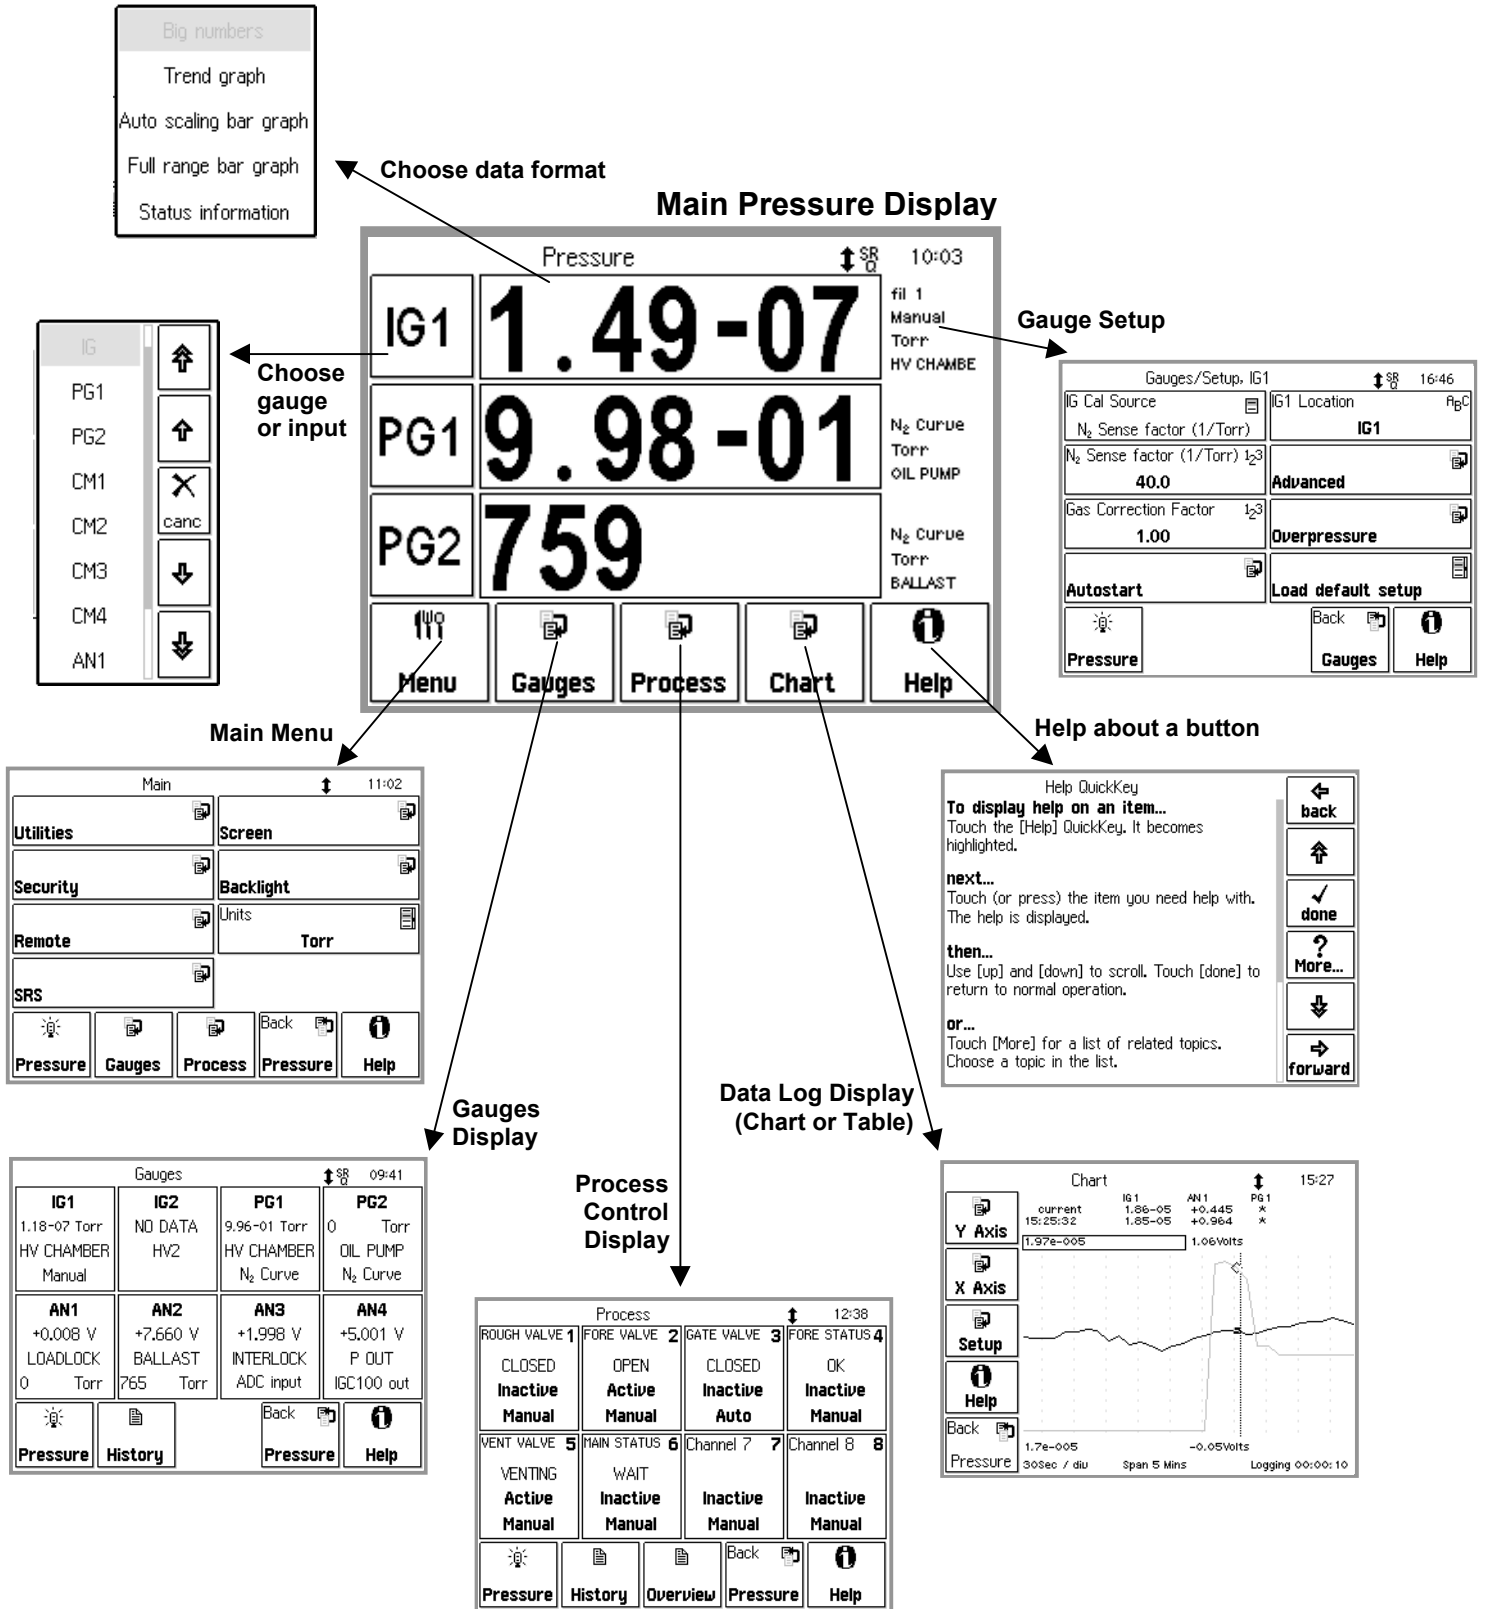 Big numbers
Trend graph
Auto scaling bar graph
Full range bar graph
Status information
Choose data format
Main Pressure Display
Pressure SRQ 10:03
IG1 1.49-07
fil 1
Manual
Torr
HV CHAMBE
PG1 9.98-01
N₂ Curve
Torr
OIL PUMP
PG2 759
N₂ Curve
Torr
BALLAST
Menu Gauges Process Chart Help
Choose
gauge
or input
IG
PG1
PG2
CM1
CM2
CM3
CM4
AN1
canc
Gauge Setup
Gauges/Setup, IG1 SRQ 16:46
IG Cal Source
N₂ Sense factor (1/Torr)
IG1 Location ABC
IG1
N₂ Sense factor (1/Torr) 123
40.0
Advanced
Gas Correction Factor 123
1.00
Overpressure
Autostart
Load default setup
Pressure
Back
Gauges
Help
Main Menu
Main 11:02
Utilities Screen
Security Backlight
Remote
Units
Torr
SRS
Back
Pressure Gauges Process Pressure Help
Help about a button
Help QuickKey
To display help on an item...
Touch the [Help] QuickKey. It becomes
highlighted.
next...
Touch (or press) the item you need help with.
The help is displayed.
then...
Use [up] and [down] to scroll. Touch [done] to
return to normal operation.
or...
Touch [More] for a list of related topics.
Choose a topic in the list.
back
done
?
More...
forward
Gauges
Display
Gauges SRQ 09:41
IG1 IG2 PG1 PG2
1.18-07 Torr NO DATA 9.96-01 Torr 0 Torr
HV CHAMBER HV2 HV CHAMBER OIL PUMP
Manual N₂ Curve N₂ Curve
AN1 AN2 AN3 AN4
+0.008 V +7.660 V +1.998 V +5.001 V
LOADLOCK BALLAST INTERLOCK P OUT
0 Torr 765 Torr ADC input IGC100 out
Back
Pressure History Pressure Help
Process
Control
Display
Process 12:38
ROUGH VALVE 1 FORE VALVE 2 GATE VALVE 3 FORE STATUS 4
CLOSED OPEN CLOSED OK
Inactive Active Inactive Inactive
Manual Manual Auto Manual
VENT VALVE 5 MAIN STATUS 6 Channel 7 7 Channel 8 8
VENTING WAIT
Active Inactive Inactive Inactive
Manual Manual Manual Manual
Back
Pressure History Overview Pressure Help
Data Log Display
(Chart or Table)
Chart 15:27
IG1 AN1 PG1
current 1.86-05 +0.445 *
15:25:32 1.85-05 +0.964 *
1.97e-005 1.06Volts
Y Axis
X Axis
Setup
Help
Back
Pressure
1.7e-005 -0.05Volts
30Sec / div Span 5 Mins Logging 00:00:10